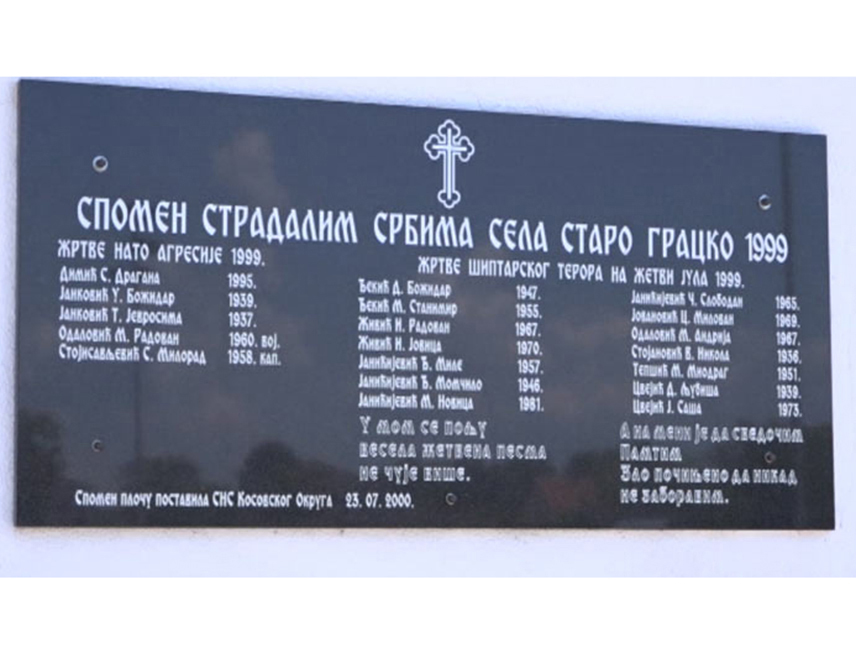 СПОМЕН СТРАДАЛИМ СРБИМА СЕЛА СТАРО ГРАЦКО 1999
ЖРТВЕ НАТО АГРЕСИЈЕ 1999.
Димић С. Драгана 1995.
Јанковић У. Божидар 1939.
Јанковић Т. Јевросима 1937.
Одаловић М. Радован 1960. вој.
Стојисављевић С. Милорад 1958. кап.
ЖРТВЕ ШИПТАРСКОГ ТЕРОРА НА ЖЕТВИ ЈУЛА 1999.
Ђекић Д. Божидар 1947.
Ђекић М. Станимир 1955.
Живић И. Радован 1967.
Живић И. Јовица 1970.
Јанићијевић Ђ. Миле 1957.
Јанићијевић Ђ. Момчило 1946.
Јанићијевић М. Новица 1981.
Јанићијевић Ч. Слободан 1965.
Јовановић Ц. Милован 1969.
Одаловић М. Андрија 1967.
Стојановић В. Никола 1936.
Тепшић М. Миодраг 1951.
Цвејић Д. Љубиша 1939.
Цвејић Ј. Саша 1973.
У мом се пољу
весела жетвена песма
не чује више.
А на мени је да сведочим
Памтим
Зло почињено да никад
не заборавим.
Спомен плочу поставила СНС Косовског Округа 23. 07. 2000.